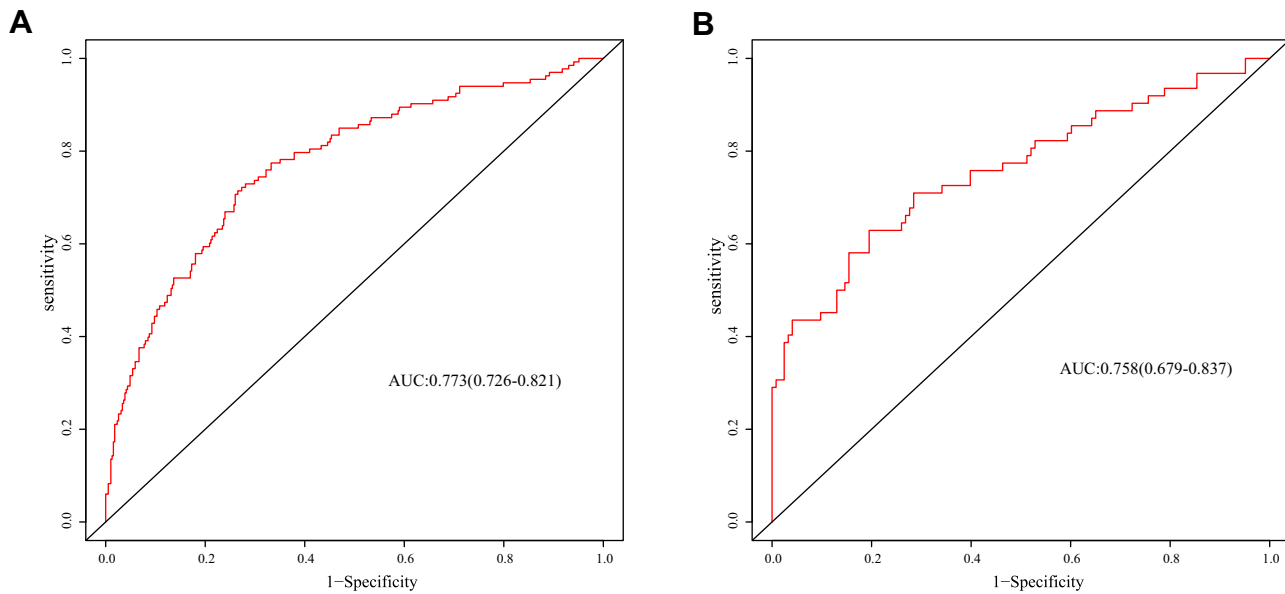 A
1.0
0.8
0.6
0.4
0.2
0.0
sensitivity
AUC:0.773(0.726-0.821)
0.0 0.2 0.4 0.6 0.8 1.0
1−Specificity
B
1.0
0.8
0.6
0.4
0.2
0.0
sensitivity
AUC:0.758(0.679-0.837)
0.0 0.2 0.4 0.6 0.8 1.0
1−Specificity